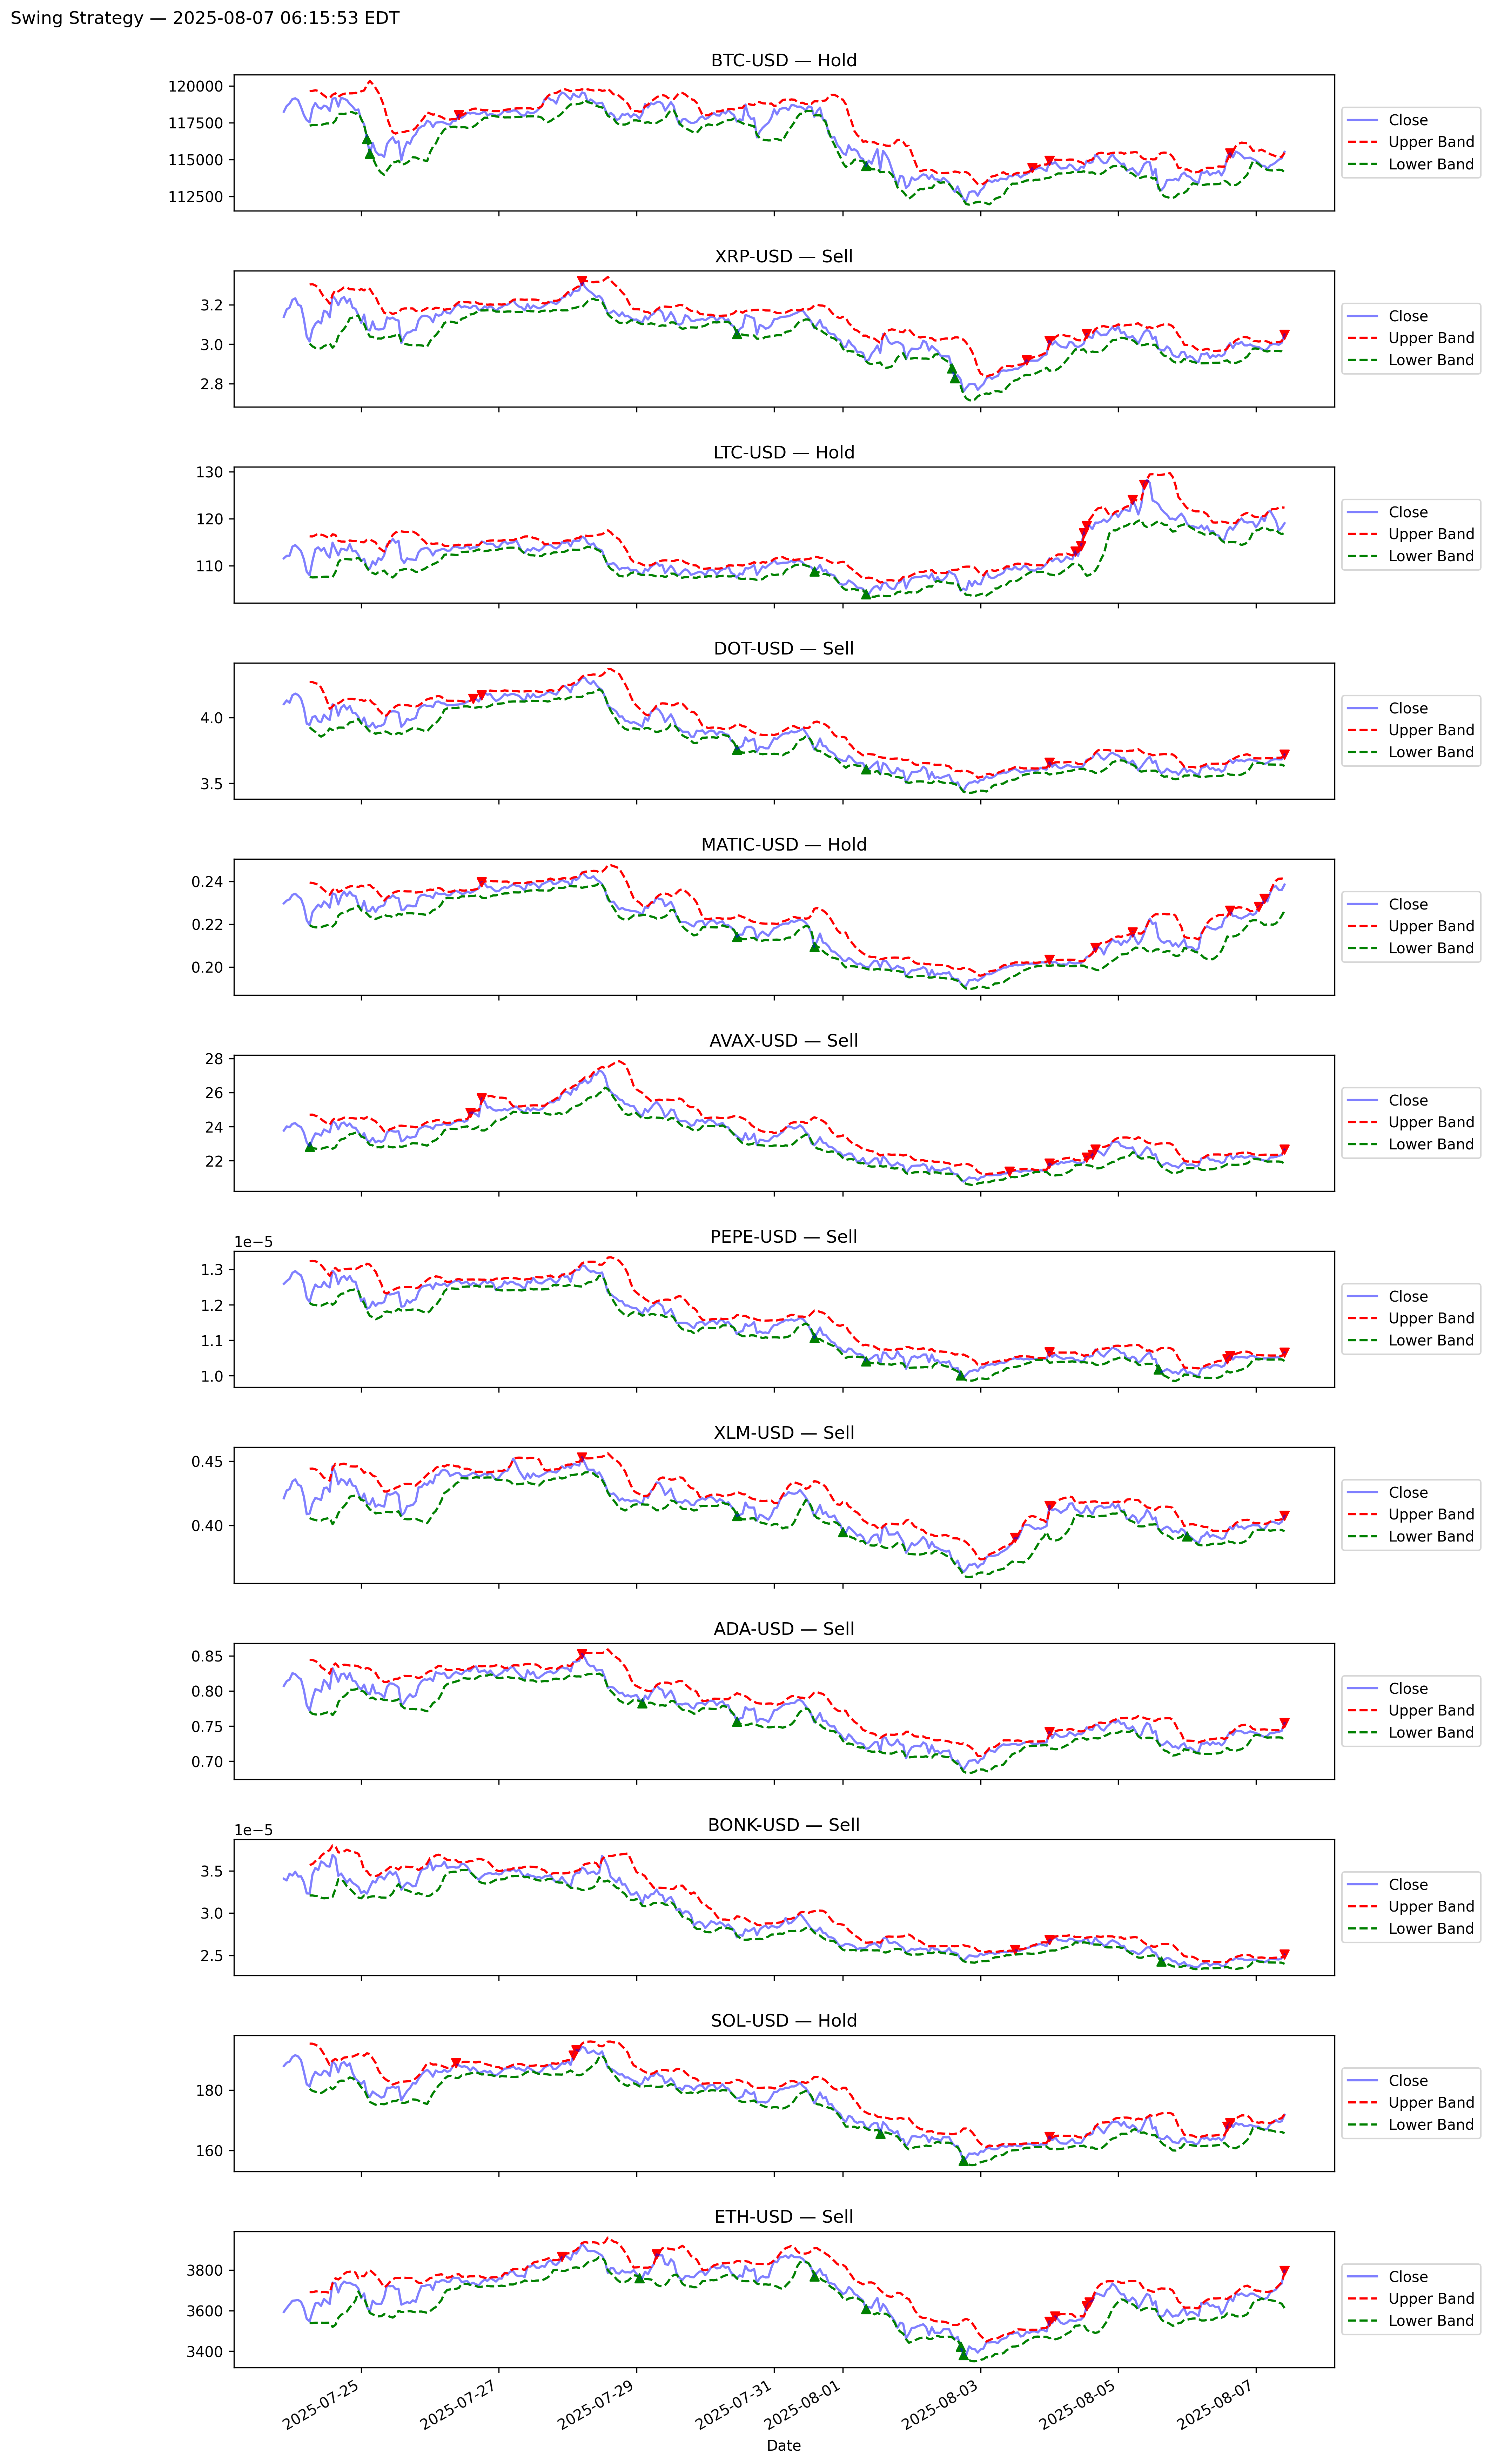 Swing Strategy — 2025-08-07 06:15:53 EDT
BTC-USD — Hold
120000
117500
115000
112500
Close
Upper Band
Lower Band
XRP-USD — Sell
3.2
3.0
2.8
Close
Upper Band
Lower Band
LTC-USD — Hold
130
120
110
Close
Upper Band
Lower Band
DOT-USD — Sell
4.0
3.5
Close
Upper Band
Lower Band
MATIC-USD — Hold
0.24
0.22
0.20
Close
Upper Band
Lower Band
AVAX-USD — Sell
28
26
24
22
Close
Upper Band
Lower Band
PEPE-USD — Sell
1e−5
1.3
1.2
1.1
1.0
Close
Upper Band
Lower Band
XLM-USD — Sell
0.45
0.40
Close
Upper Band
Lower Band
ADA-USD — Sell
0.85
0.80
0.75
0.70
Close
Upper Band
Lower Band
BONK-USD — Sell
1e−5
3.5
3.0
2.5
Close
Upper Band
Lower Band
SOL-USD — Hold
180
160
Close
Upper Band
Lower Band
ETH-USD — Sell
3800
3600
3400
Close
Upper Band
Lower Band
2025-07-25
2025-07-27
2025-07-29
2025-07-31
2025-08-01
2025-08-03
2025-08-05
2025-08-07
Date